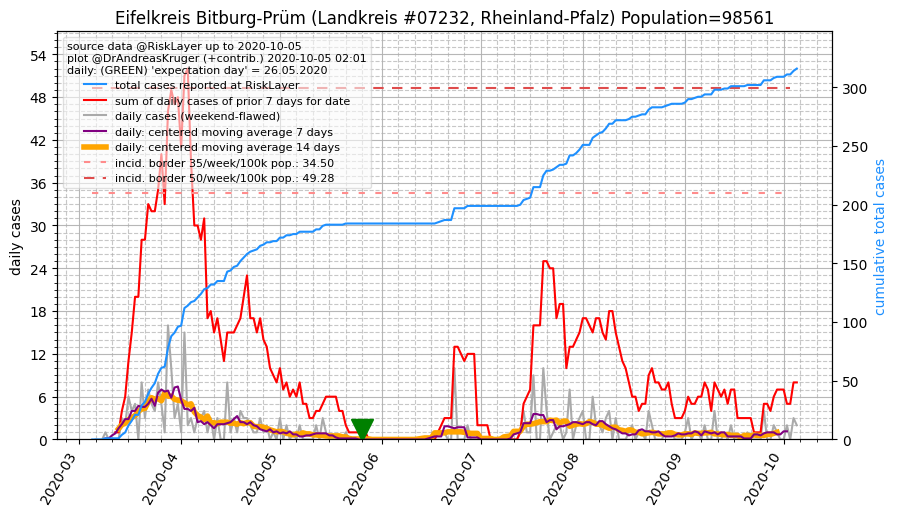 Eifelkreis Bitburg-Prüm (Landkreis #07232, Rheinland-Pfalz) Population=98561
source data @RiskLayer up to 2020-10-05
plot @DrAndreasKruger (+contrib.) 2020-10-05 02:01
daily: (GREEN) 'expectation day' = 26.05.2020
total cases reported at RiskLayer
sum of daily cases of prior 7 days for date
daily cases (weekend-flawed)
daily: centered moving average 7 days
daily: centered moving average 14 days
incid. border 35/week/100k pop.: 34.50
incid. border 50/week/100k pop.: 49.28
daily cases
54
48
42
36
30
24
18
12
6
0
cumulative total cases
300
250
200
150
100
50
0
2020-03
2020-04
2020-05
2020-06
2020-07
2020-08
2020-09
2020-10